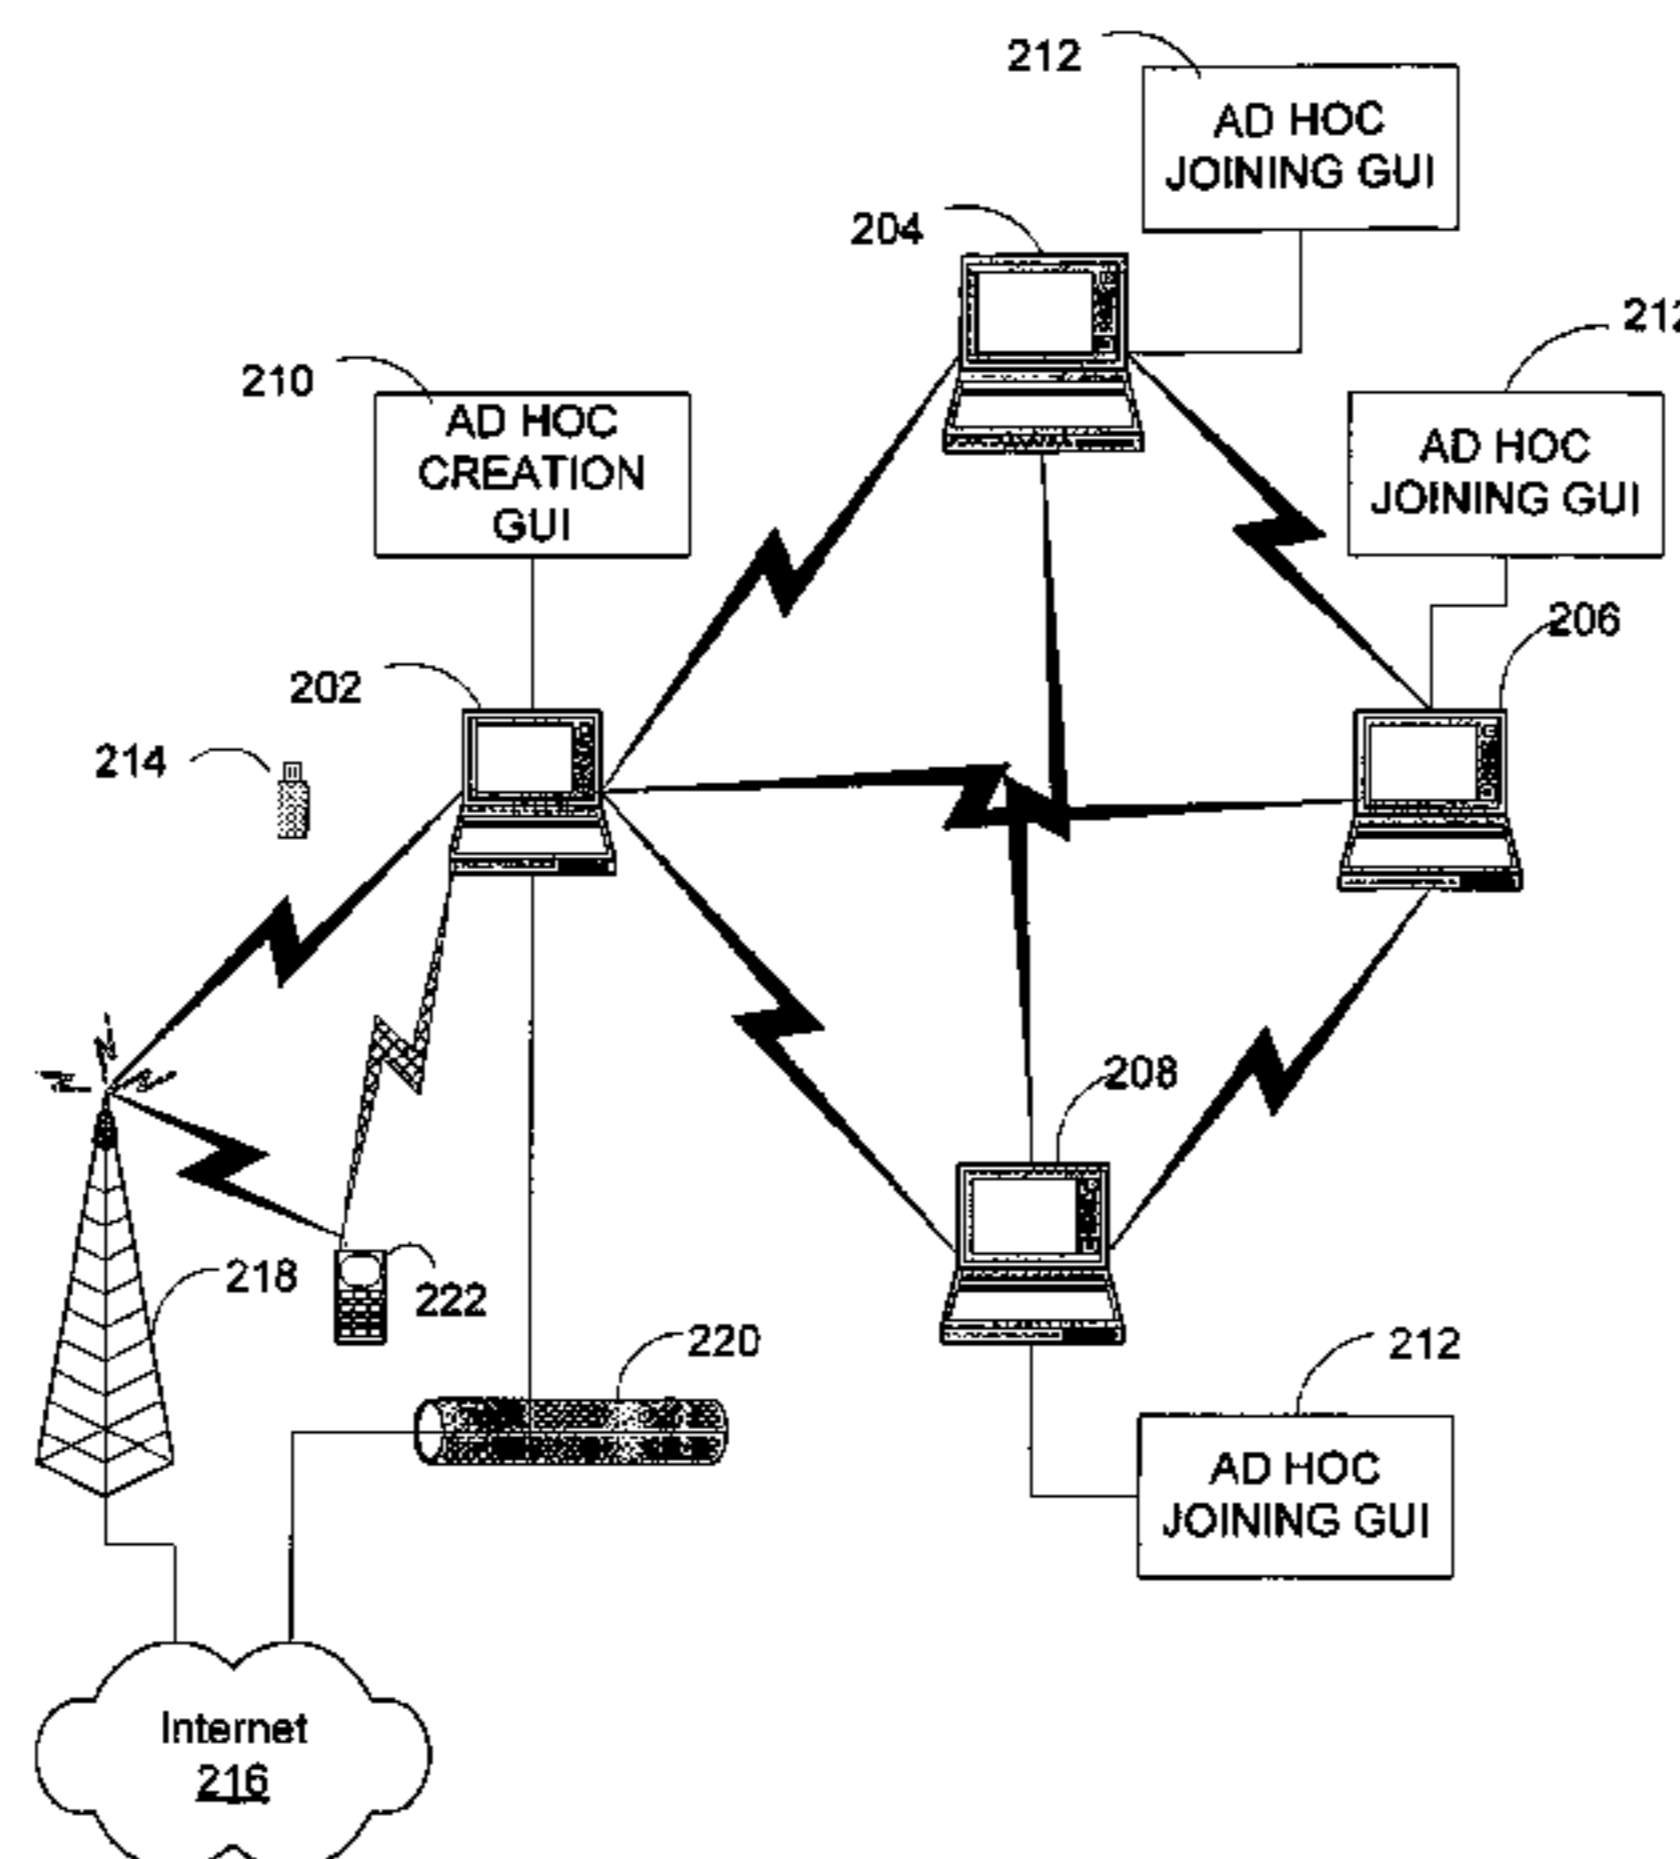 212
AD HOC
JOINING GUI
204
210
AD HOC
CREATION
GUI
AD HOC
JOINING GUI
206
202
214
208
218
222
220
212
AD HOC
JOINING GUI
Internet
216